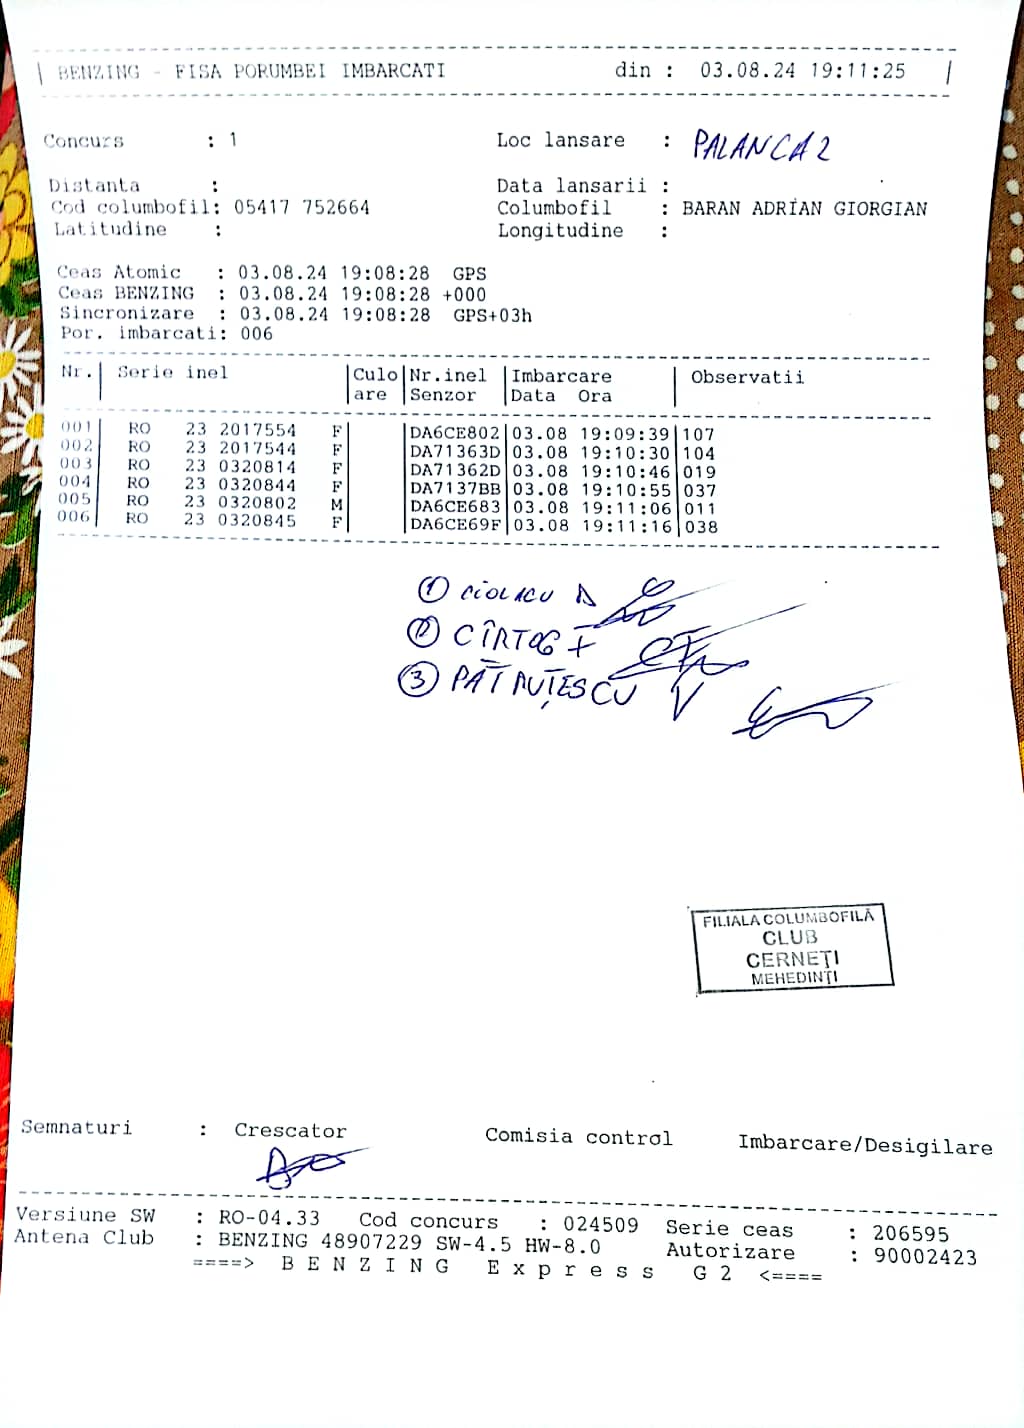 BENZING - FISA PORUMBEI IMBARCATI din : 03.08.24 19:11:25
Concurs : 1 Loc lansare : PALANCA 2
Distanta : Data lansarii :
Cod columbofil: 05417 752664 Columbofil : BARAN ADRIAN GIORGIAN
Latitudine : Longitudine :
Ceas Atomic : 03.08.24 19:08:28 GPS
Ceas BENZING : 03.08.24 19:08:28 +000
Sincronizare : 03.08.24 19:08:28 GPS+03h
Por. imbarcati: 006
Nr.| Serie inel |Culo|Nr.inel |Imbarcare | Observatii
|are |Senzor |Data Ora |
001| RO 23 2017554 F| |DA6CE802|03.08 19:09:39|107
002| RO 23 2017544 F| |DA71363D|03.08 19:10:30|104
003| RO 23 0320814 F| |DA71362D|03.08 19:10:46|019
004| RO 23 0320844 F| |DA7137BB|03.08 19:10:55|037
005| RO 23 0320802 M| |DA6CE683|03.08 19:11:06|011
006| RO 23 0320845 F| |DA6CE69F|03.08 19:11:16|038
① CIOLACU A
② CÎRTOG I
③ PĂTRUȚESCU V
FILIALA COLUMBOFILĂ
CLUB
CERNEȚI
MEHEDINȚI
Semnaturi : Crescator Comisia control Imbarcare/Desigilare
Versiune SW : RO-04.33 Cod concurs : 024509 Serie ceas : 206595
Antena Club : BENZING 48907229 SW-4.5 HW-8.0 Autorizare : 90002423
====> B E N Z I N G E x p r e s s G 2 <====